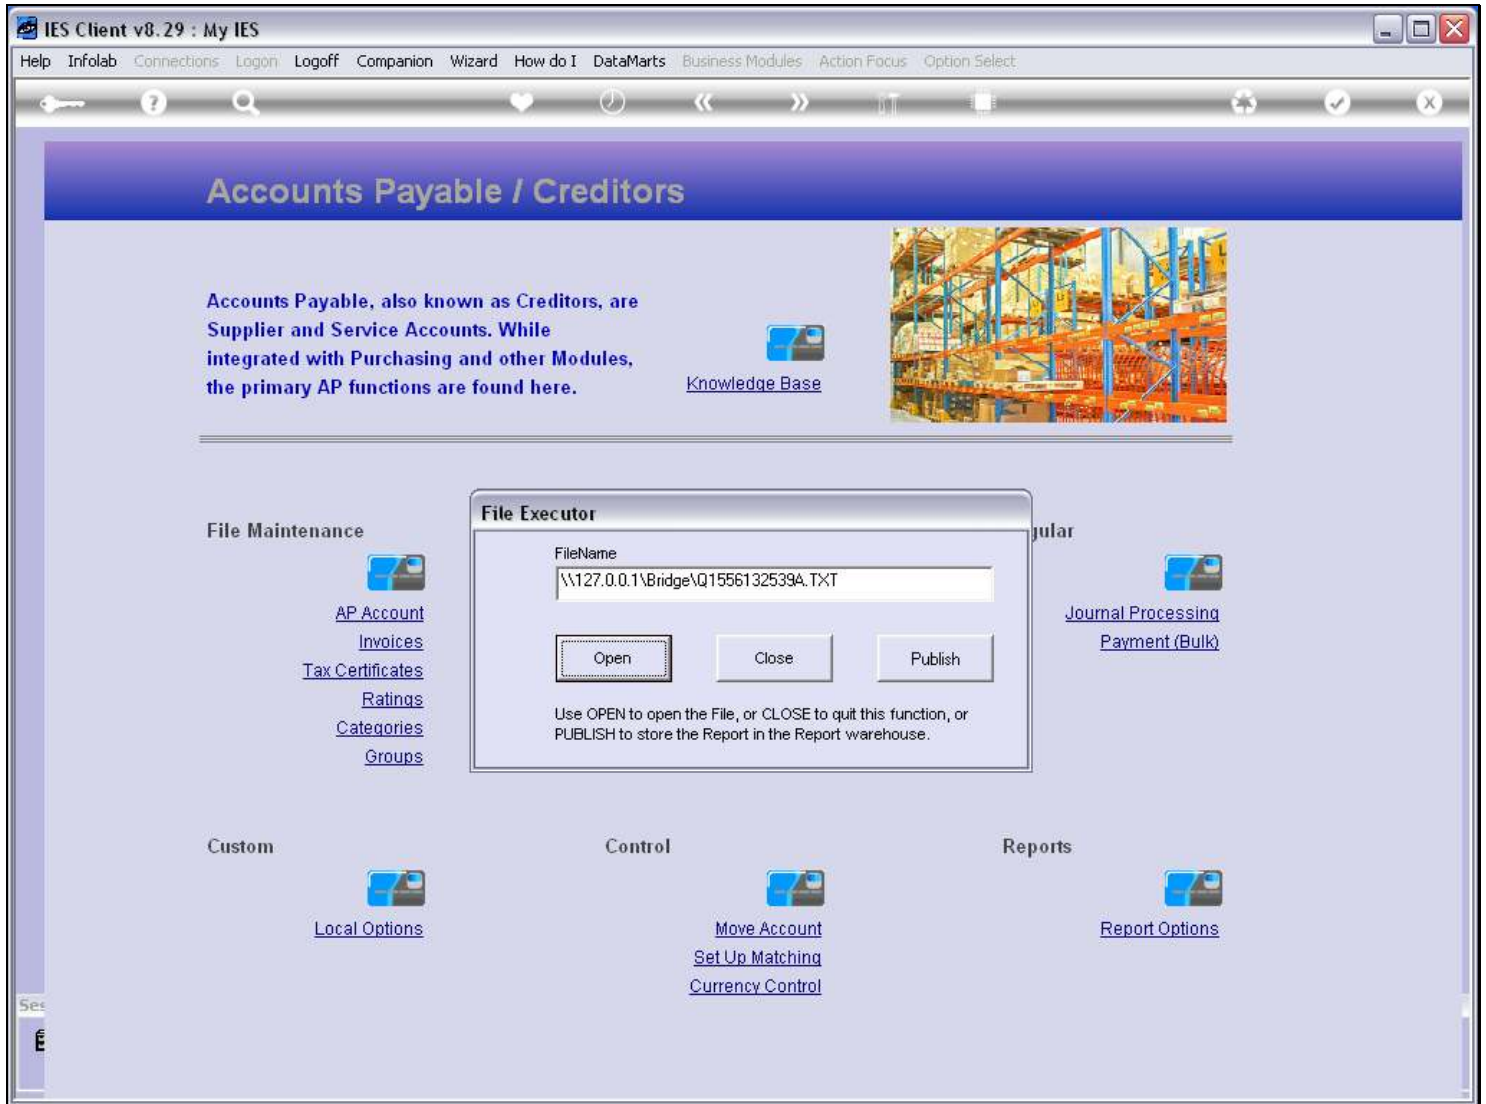 IES Client v8.29 : My IES
Help Infolab Connections Logon Logoff Companion Wizard How do I DataMarts Business Modules Action Focus Option Select
Accounts Payable / Creditors
Accounts Payable, also known as Creditors, are
Supplier and Service Accounts. While
integrated with Purchasing and other Modules,
the primary AP functions are found here.
Knowledge Base
File Maintenance
AP Account
Invoices
Tax Certificates
Ratings
Categories
Groups
File Executor
FileName
\\127.0.0.1\Bridge\Q1556132539A.TXT
Open Close Publish
Use OPEN to open the File, or CLOSE to quit this function, or
PUBLISH to store the Report in the Report warehouse.
gular
Journal Processing
Payment (Bulk)
Custom
Local Options
Control
Move Account
Set Up Matching
Currency Control
Reports
Report Options
Ses